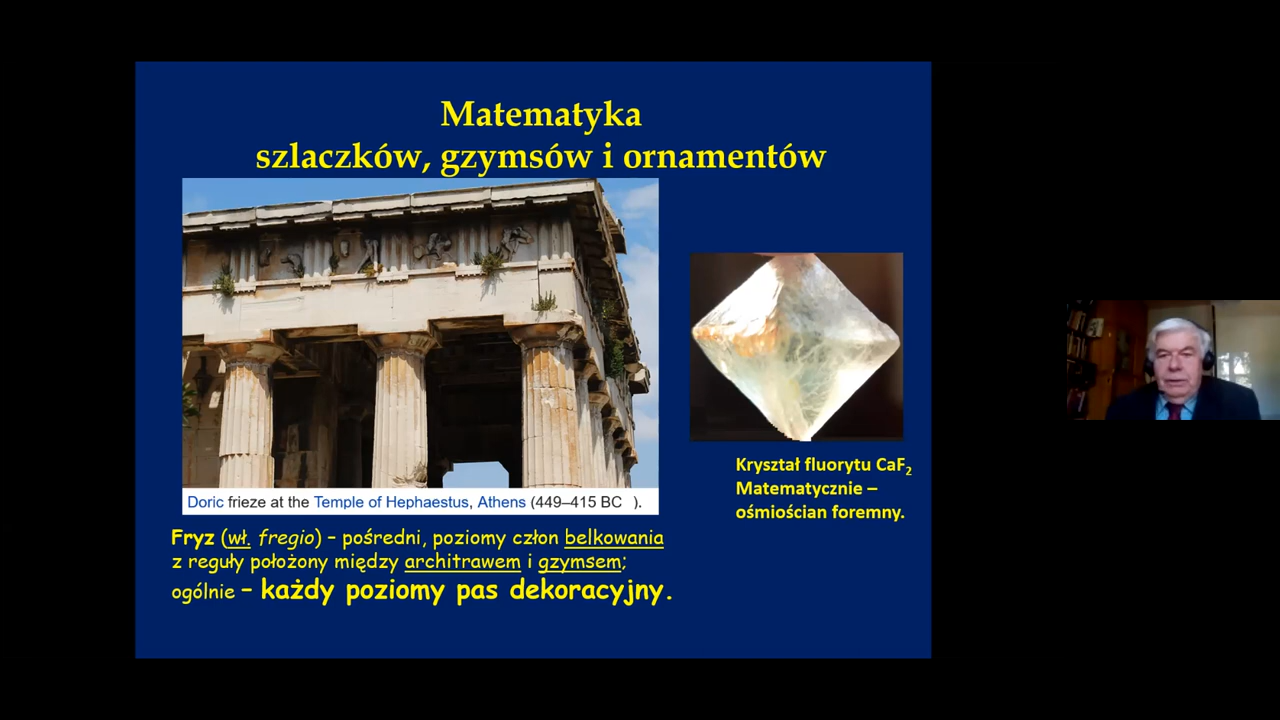 Matematyka
szlaczków, gzymsów i ornamentów
Doric frieze at the Temple of Hephaestus, Athens (449–415 BC ).
Kryształ fluorytu CaF₂
Matematycznie –
ośmiościan foremny.
Fryz (wł. fregio) – pośredni, poziomy człon belkowania
z reguły położony między architrawem i gzymsem;
ogólnie – każdy poziomy pas dekoracyjny.